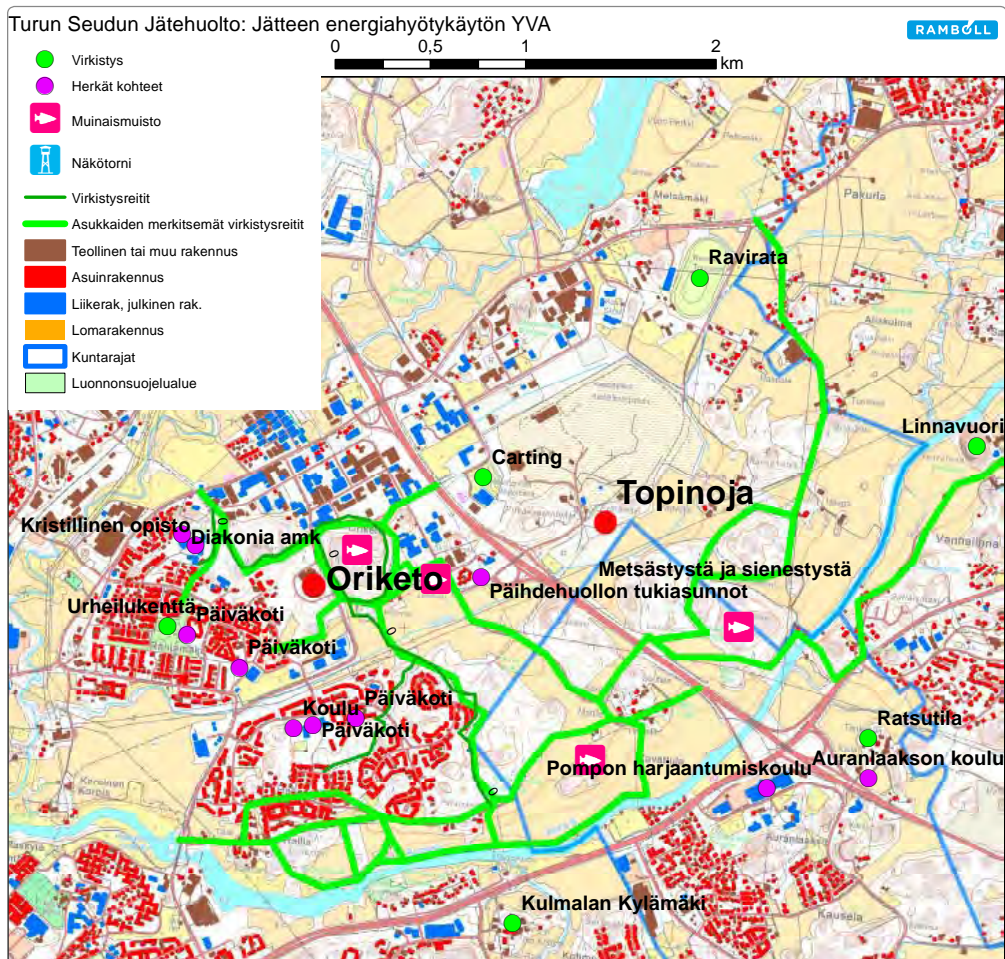 Turun Seudun Jätehuolto: Jätteen energiahyötykäytön YVA
RAMBOLL
0 0,5 1 2
km
Virkistys
Herkät kohteet
Muinaismuisto
Näkötorni
Virkistysreitit
Asukkaiden merkitsemät virkistysreitit
Teollinen tai muu rakennus
Asuinrakennus
Liikerak, julkinen rak.
Lomarakennus
Kuntarajat
Luonnonsuojelualue
Metsämäki
Pakurla
Ravirata
Linnavuori
Carting
Topinoja
Kristillinen opisto
Diakonia amk
Oriketo
Metsästystä ja sienestystä
Päihdehuollon tukiasunnot
Urheilukenttä
Päiväkoti
Päiväkoti
Päiväkoti
Koulu
Päiväkoti
Ratsutila
Auranlaakson koulu
Pompon harjaantumiskoulu
Kulmalan Kylämäki
Kausela